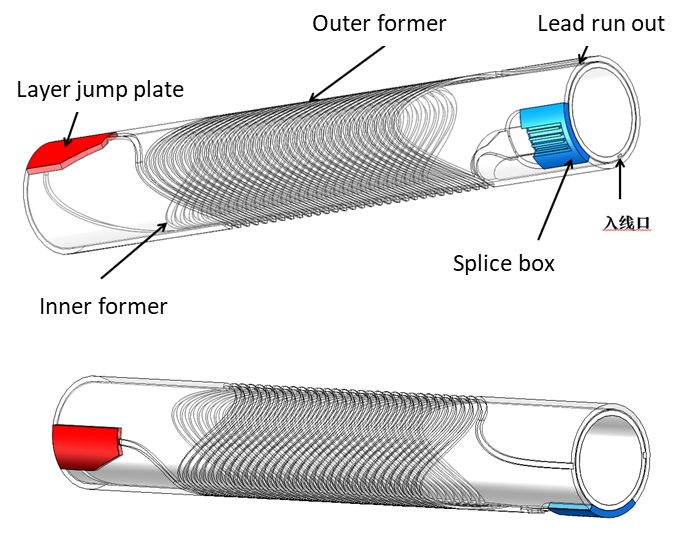 Outer former
Lead run out
Layer jump plate
入线口
Splice box
Inner former